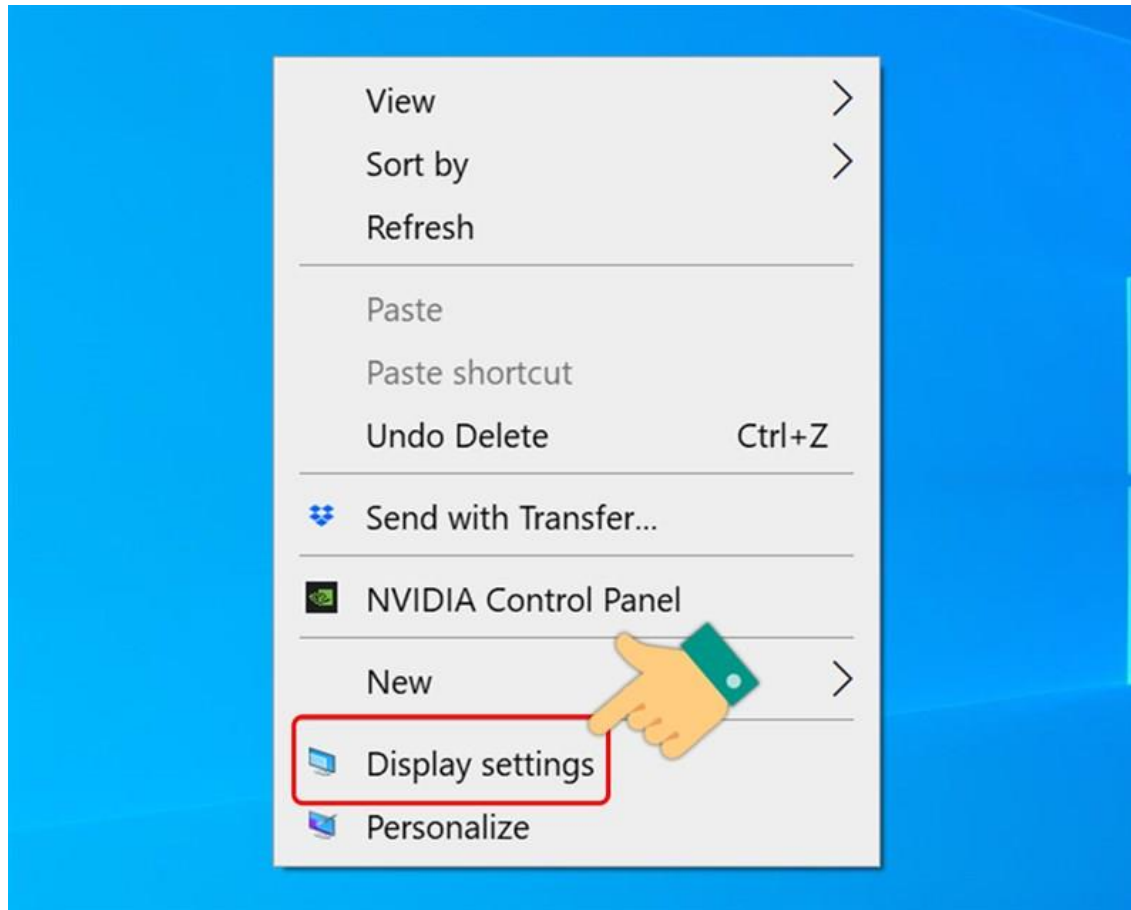 View
Sort by
Refresh
Paste
Paste shortcut
Undo Delete Ctrl+Z
Send with Transfer...
NVIDIA Control Panel
New
Display settings
Personalize